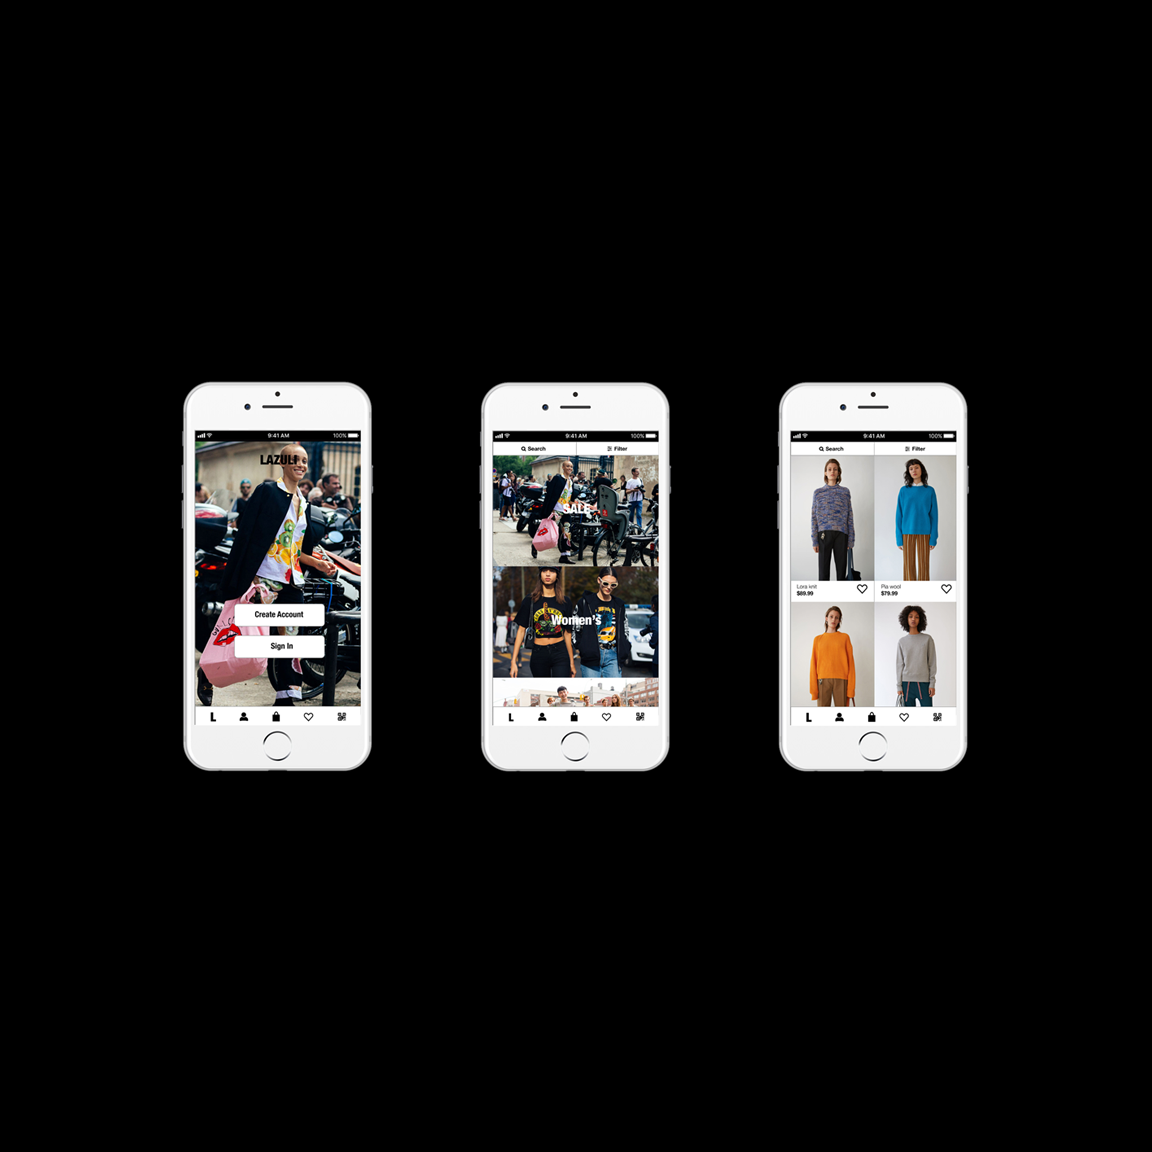 9:41 AM 100%
LAZULI
Create Account
Sign In
L
9:41 AM 100%
Search Filter
SALE
Women's
L
9:41 AM 100%
Search Filter
Lora knit Pia wool
$89.99 $79.99
L